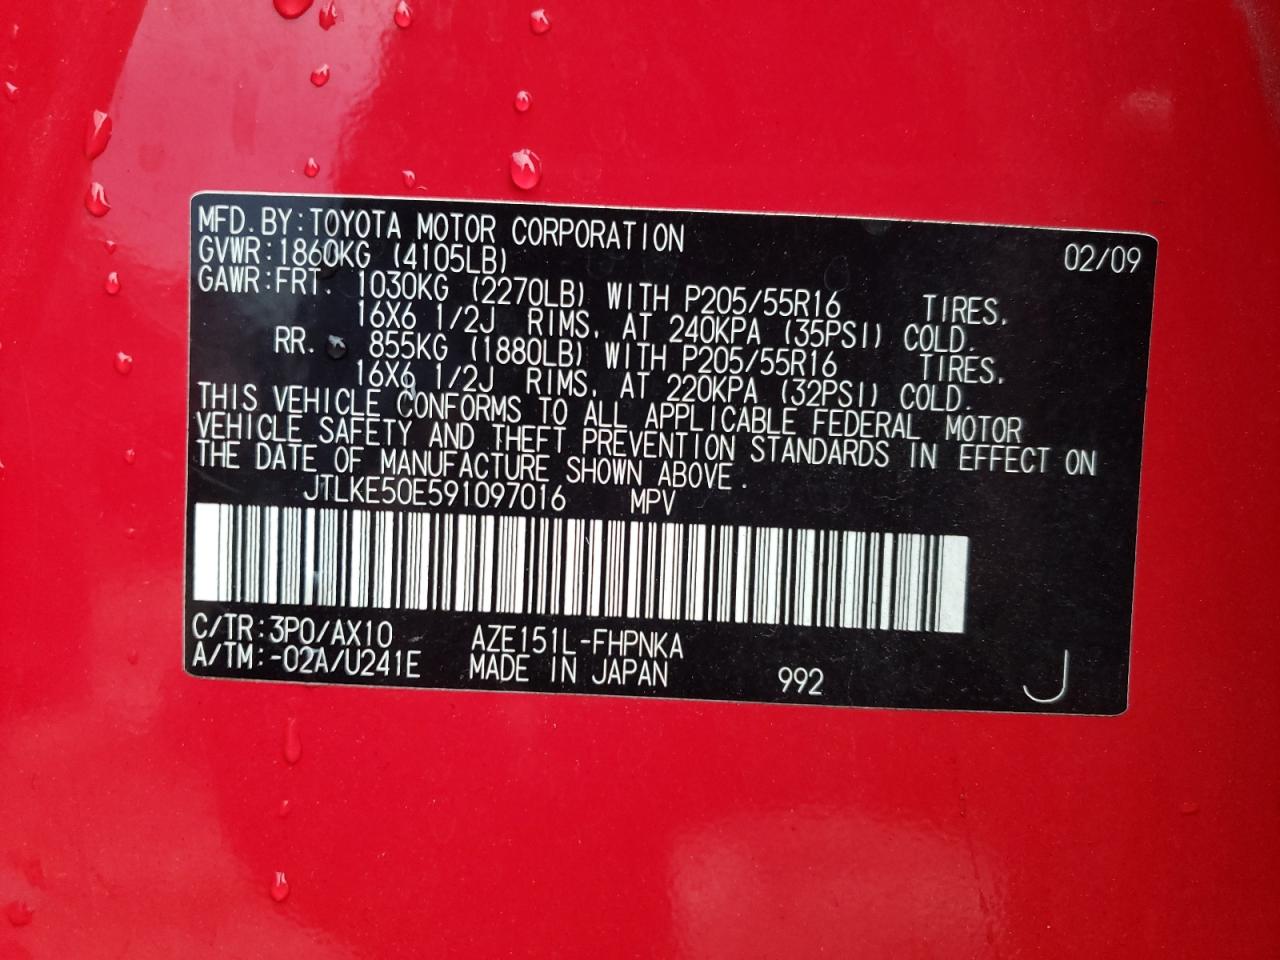 MFD.BY:TOYOTA MOTOR CORPORATION 02/09
GVWR:1860KG (4105LB)
GAWR:FRT. 1030KG (2270LB) WITH P205/55R16 TIRES,
16X6 1/2J RIMS, AT 240KPA (35PSI) COLD.
RR. 855KG (1880LB) WITH P205/55R16 TIRES,
16X6 1/2J RIMS, AT 220KPA (32PSI) COLD.
THIS VEHICLE CONFORMS TO ALL APPLICABLE FEDERAL MOTOR
VEHICLE SAFETY AND THEFT PREVENTION STANDARDS IN EFFECT ON
THE DATE OF MANUFACTURE SHOWN ABOVE.
JTLKE50E591097016 MPV
C/TR:3P0/AX10 AZE151L-FHPNKA
A/TM:-02A/U241E MADE IN JAPAN 992 J